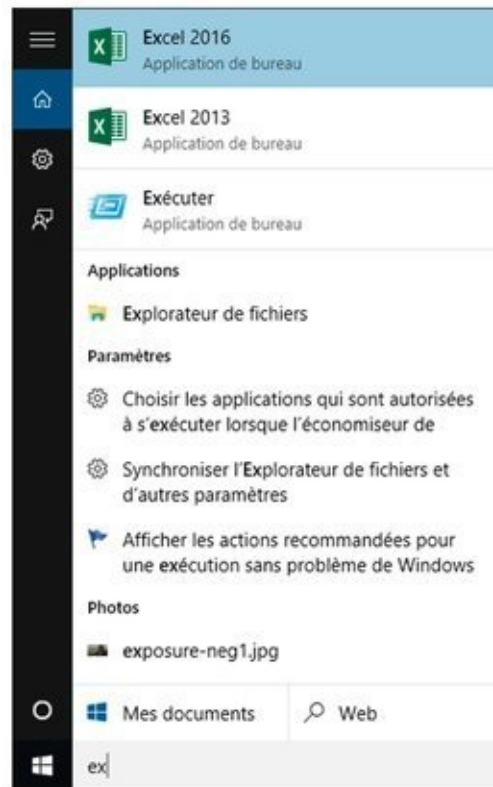 Excel 2016
Application de bureau
Excel 2013
Application de bureau
Exécuter
Application de bureau
Applications
Explorateur de fichiers
Paramètres
Choisir les applications qui sont autorisées
à s'exécuter lorsque l'économiseur de
Synchroniser l'Explorateur de fichiers et
d'autres paramètres
Afficher les actions recommandées pour
une exécution sans problème de Windows
Photos
exposure-neg1.jpg
Mes documents
Web
ex